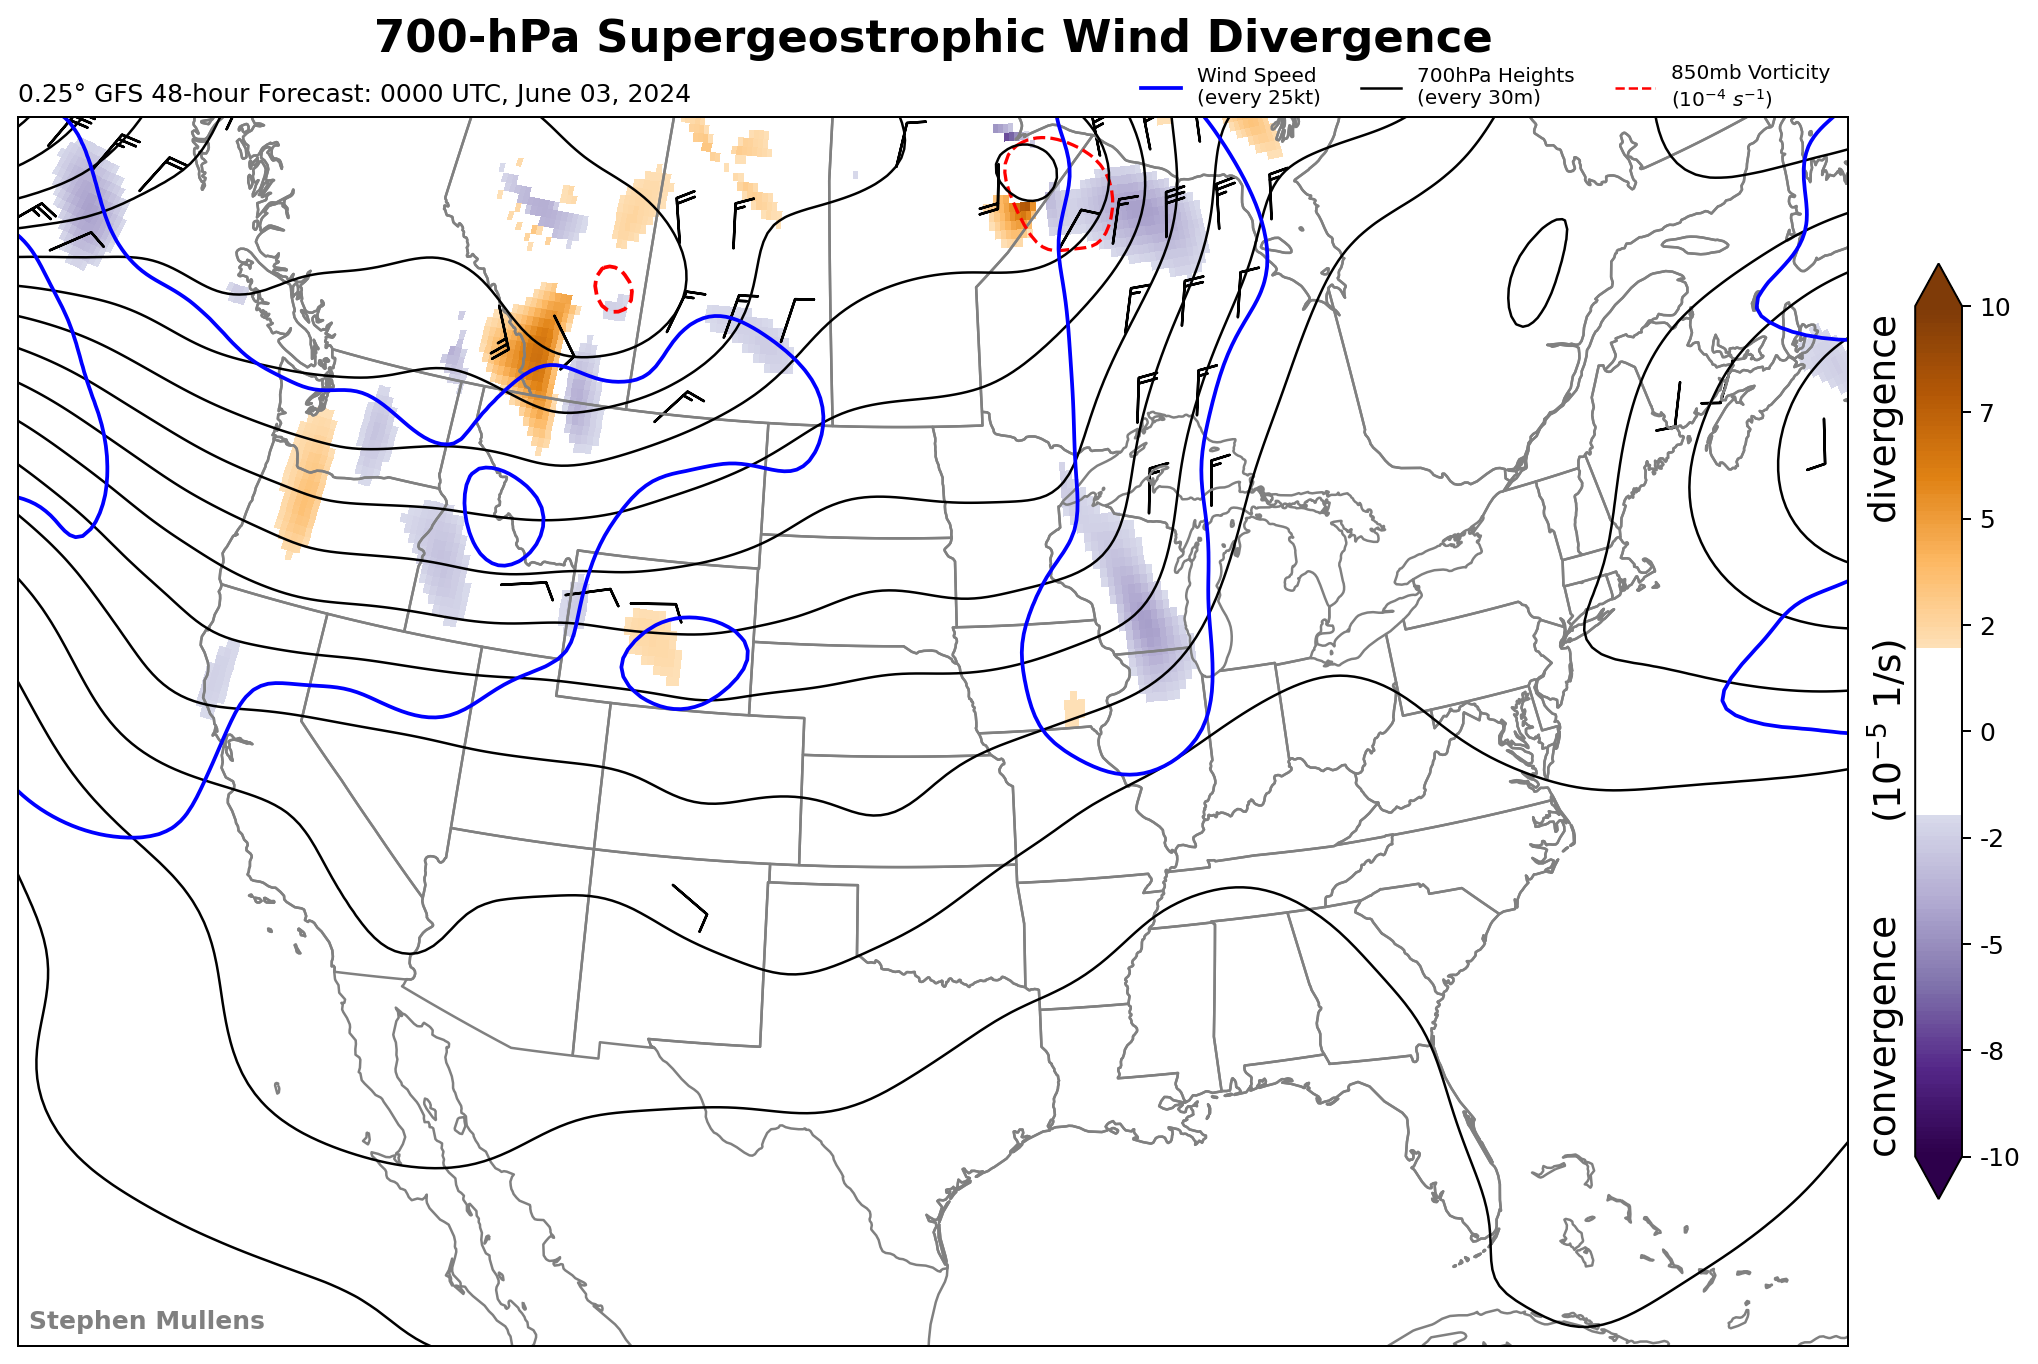 700-hPa Supergeostrophic Wind Divergence
0.25° GFS 48-hour Forecast: 0000 UTC, June 03, 2024
Wind Speed
(every 25kt)
700hPa Heights
(every 30m)
850mb Vorticity
(10⁻⁴ s⁻¹)
10
7
5
2
0
-2
-5
-8
-10
convergence (10⁻⁵ 1/s) divergence
Stephen Mullens